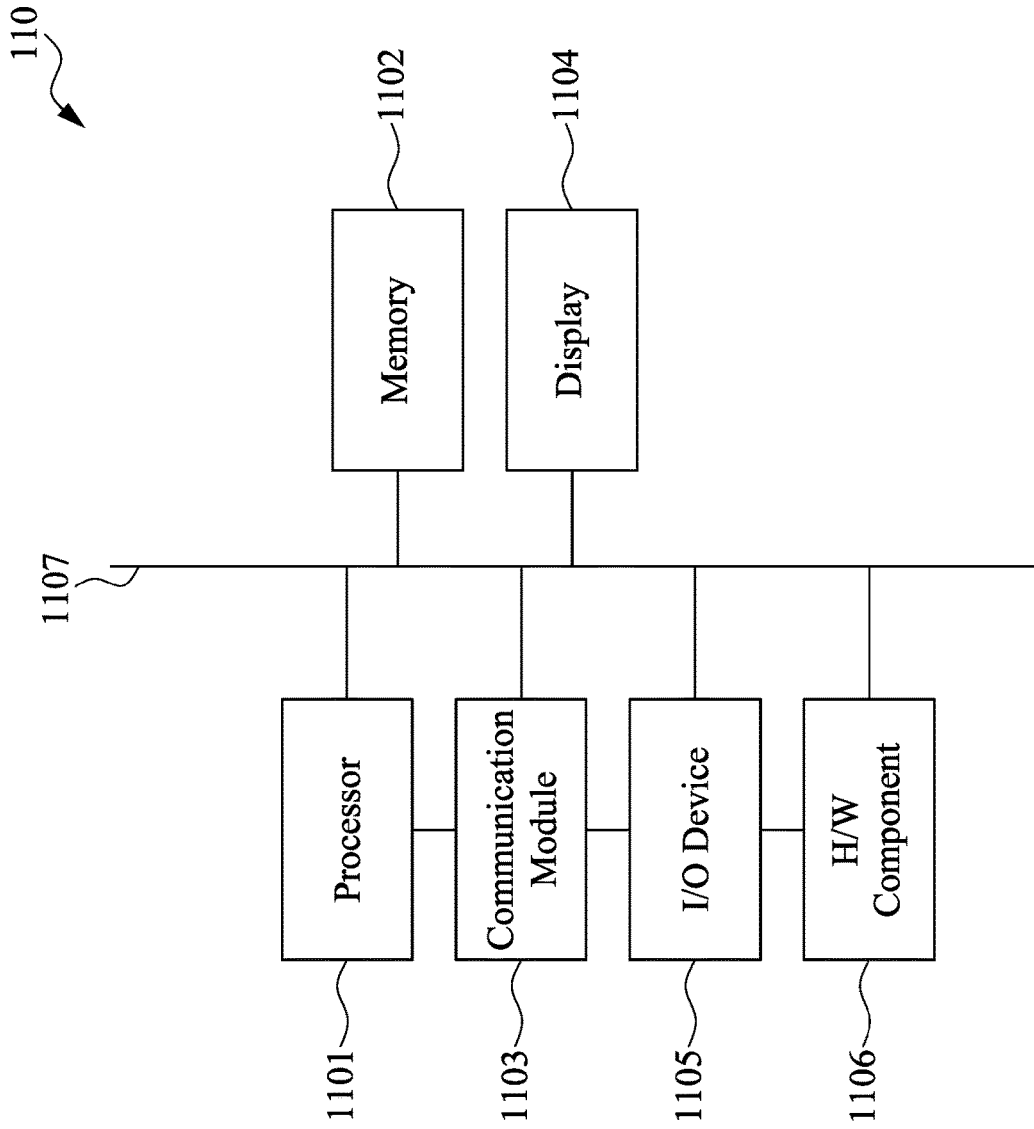 110
1107
1101
Processor
Memory
1102
1103
Communication
Module
Display
1104
1105
I/O Device
1106
H/W
Component